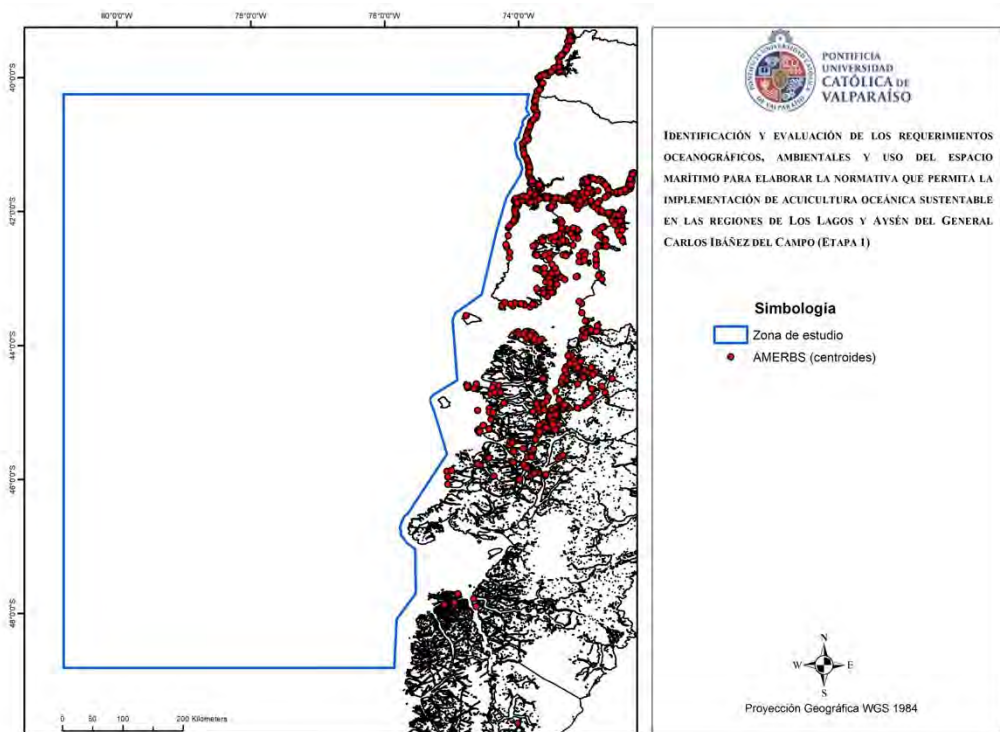 80°0'0"W 78°0'0"W 76°0'0"W 74°0'0"W
40°0'0"S
42°0'0"S
44°0'0"S
46°0'0"S
48°0'0"S
0 50 100 200 Kilometers
PONTIFICIA
UNIVERSIDAD
CATÓLICA DE
VALPARAÍSO
IDENTIFICACIÓN Y EVALUACIÓN DE LOS REQUERIMIENTOS
OCEANOGRÁFICOS, AMBIENTALES Y USO DEL ESPACIO
MARÍTIMO PARA ELABORAR LA NORMATIVA QUE PERMITA LA
IMPLEMENTACIÓN DE ACUICULTURA OCEÁNICA SUSTENTABLE
EN LAS REGIONES DE LOS LAGOS Y AYSÉN DEL GENERAL
CARLOS IBÁÑEZ DEL CAMPO (ETAPA 1)
Simbología
Zona de estudio
AMERBS (centroides)
N
W E
S
Proyección Geográfica WGS 1984